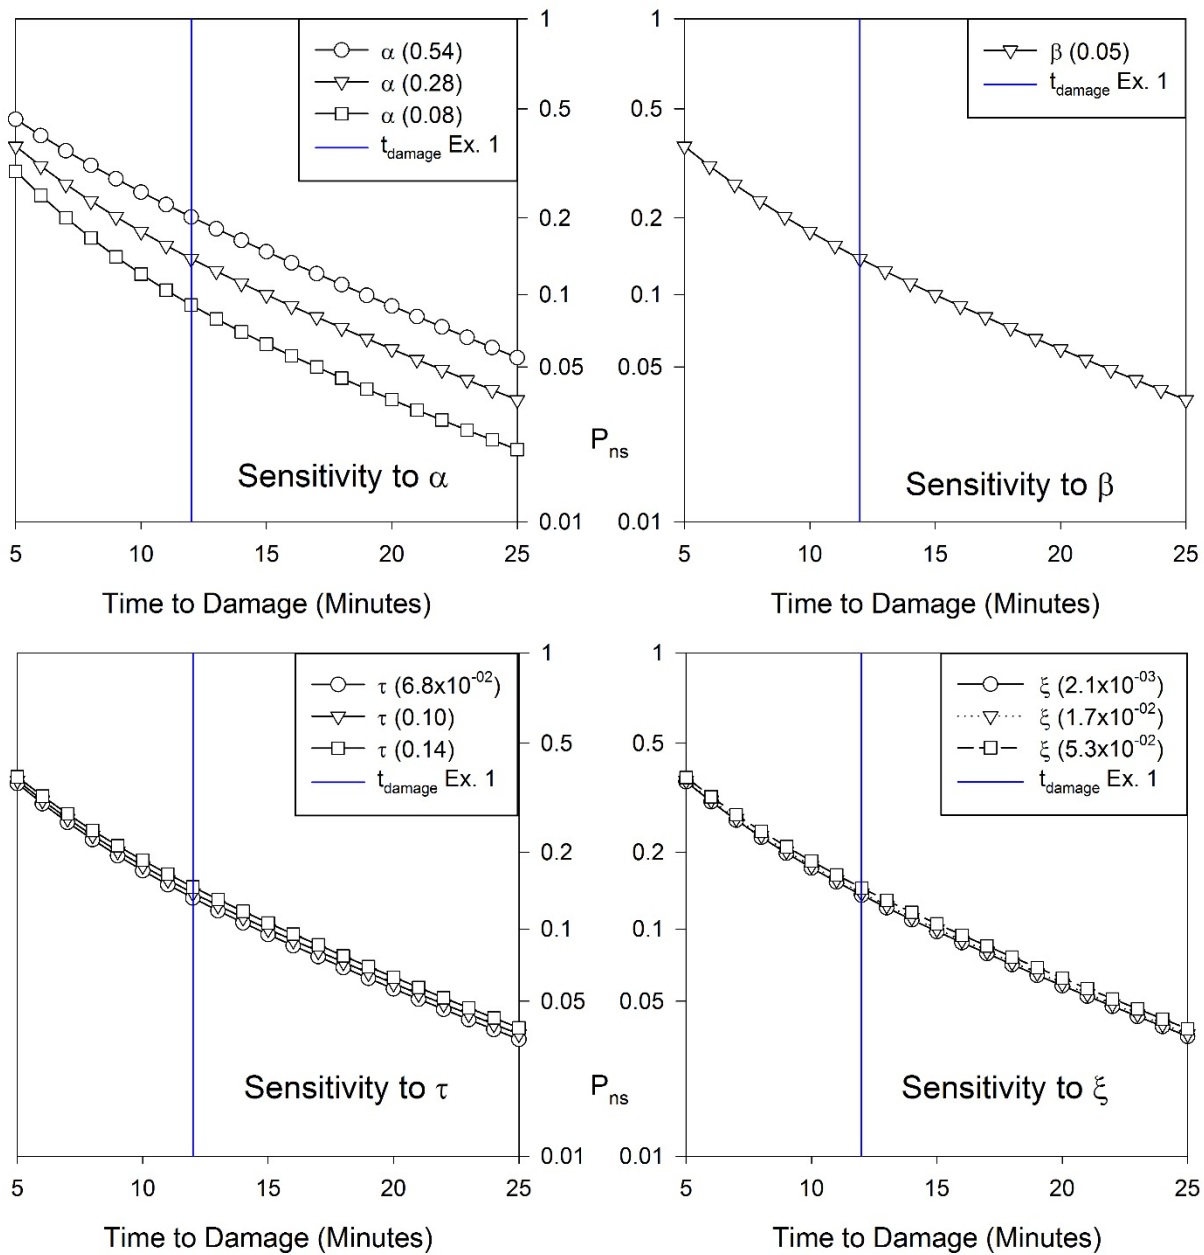 1
0.5
0.2
0.1
0.05
0.01
α (0.54)
α (0.28)
α (0.08)
t_damage Ex. 1
Sensitivity to α
5 10 15 20 25
Time to Damage (Minutes)
P_ns
1
0.5
0.2
0.1
0.05
0.01
β (0.05)
t_damage Ex. 1
Sensitivity to β
5 10 15 20 25
Time to Damage (Minutes)
1
0.5
0.2
0.1
0.05
0.01
τ (6.8x10^-02)
τ (0.10)
τ (0.14)
t_damage Ex. 1
Sensitivity to τ
5 10 15 20 25
Time to Damage (Minutes)
P_ns
1
0.5
0.2
0.1
0.05
0.01
ξ (2.1x10^-03)
ξ (1.7x10^-02)
ξ (5.3x10^-02)
t_damage Ex. 1
Sensitivity to ξ
5 10 15 20 25
Time to Damage (Minutes)